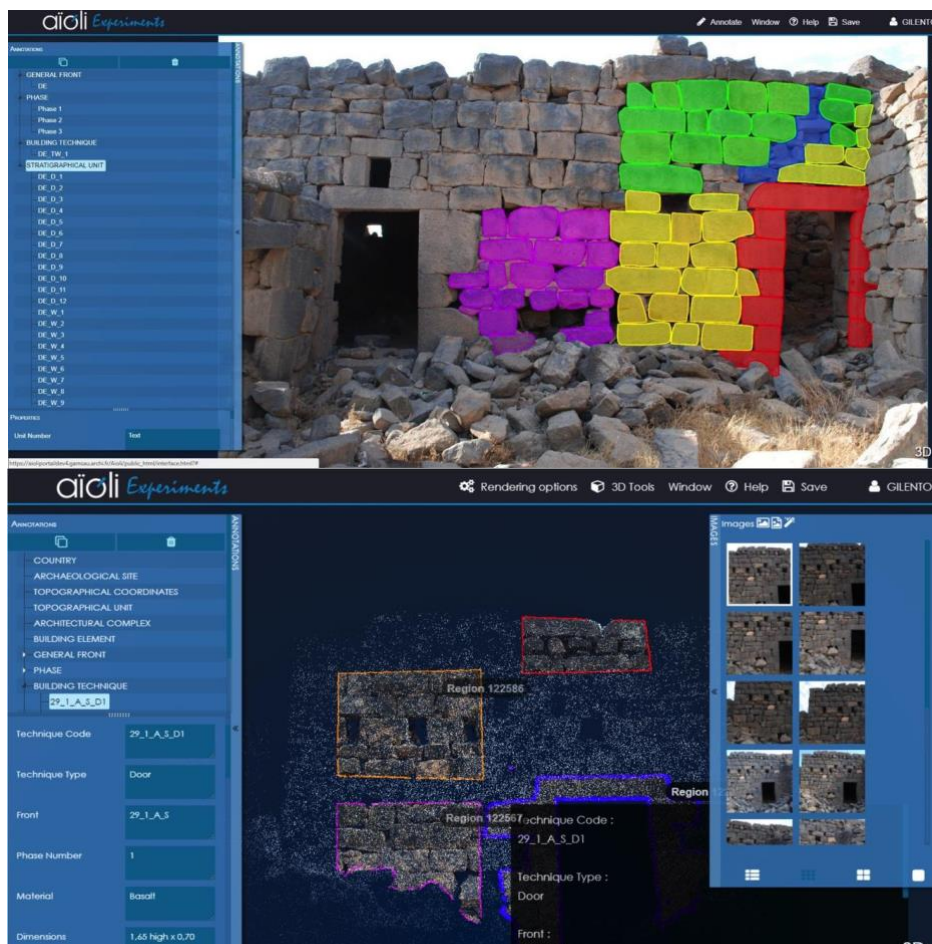 aïoli Experiments
Annotate Window Help Save GILENTO
ANNOTATIONS
ANNOTATIONS
GENERAL FRONT
DE
PHASE
Phase 1
Phase 2
Phase 3
BUILDING TECHNIQUE
DE_TW_1
STRATIGRAPHICAL UNIT
DE_D_1
DE_D_2
DE_D_3
DE_D_4
DE_D_5
DE_D_6
DE_D_7
DE_D_8
DE_D_9
DE_D_10
DE_D_11
DE_D_12
DE_W_1
DE_W_2
DE_W_3
DE_W_4
DE_W_5
DE_W_6
DE_W_7
DE_W_8
DE_W_9
PROPERTIES
Unit Number Text
3D
aïoli Experiments
Rendering options 3D Tools Window Help Save GILENTO
ANNOTATIONS
ANNOTATIONS
COUNTRY
ARCHAEOLOGICAL SITE
TOPOGRAPHICAL COORDINATES
TOPOGRAPHICAL UNIT
ARCHITECTURAL COMPLEX
BUILDING ELEMENT
GENERAL FRONT
PHASE
BUILDING TECHNIQUE
29_1_A_S_D1
Technique Code 29_1_A_S_D1
Technique Type Door
Front 29_1_A_S
Phase Number 1
Material Basalt
Dimensions 1,65 high x 0,70
Region 122586
Region 122567
Region
Technique Code :
29_1_A_S_D1
Technique Type :
Door
Front :
IMAGES
Images